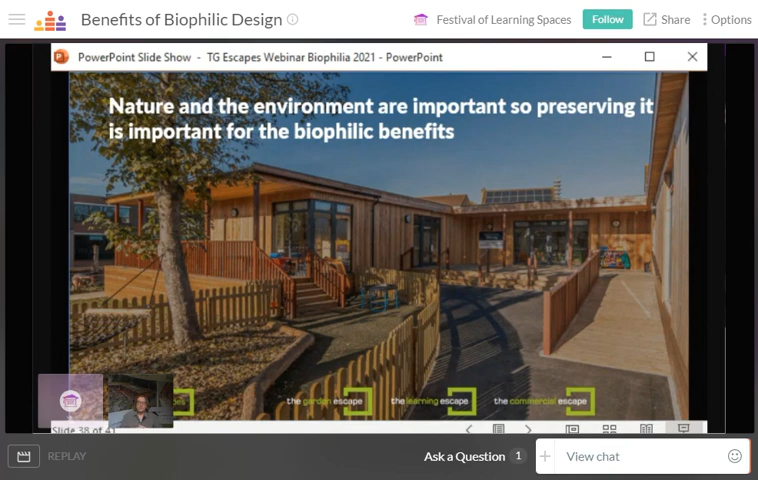 Benefits of Biophilic Design
Festival of Learning Spaces
Follow
Share
Options
PowerPoint Slide Show - TG Escapes Webinar Biophilia 2021 - PowerPoint
Nature and the environment are important so preserving it
is important for the biophilic benefits
the garden escape
the learning escape
the commercial escape
Slide 38 of 41
REPLAY
Ask a Question 1
View chat